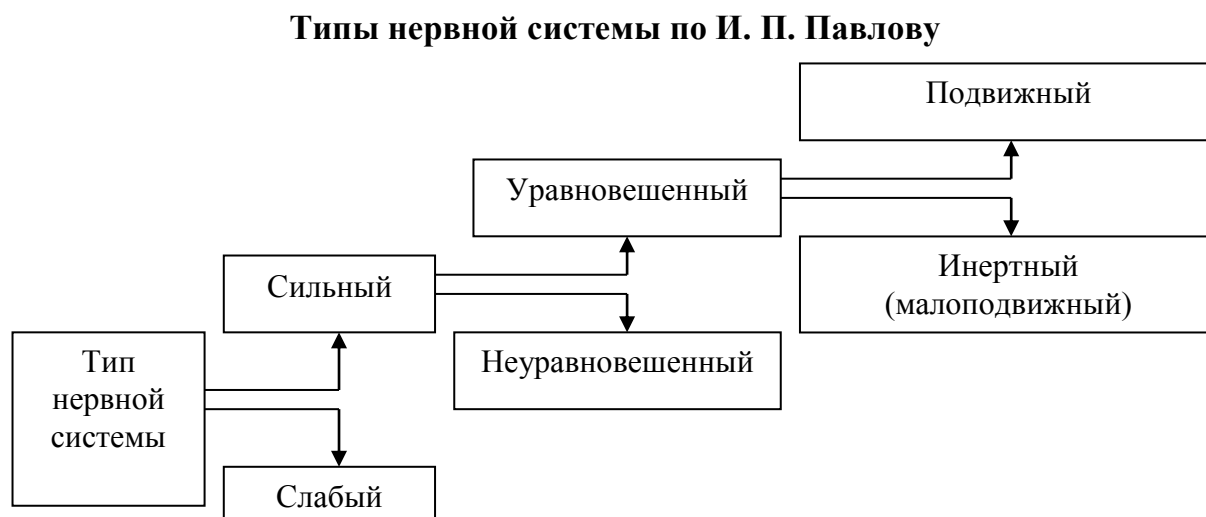 Типы нервной системы по И. П. Павлову
Подвижный
Уравновешенный
Инертный
(малоподвижный)
Сильный
Неуравновешенный
Тип
нервной
системы
Слабый